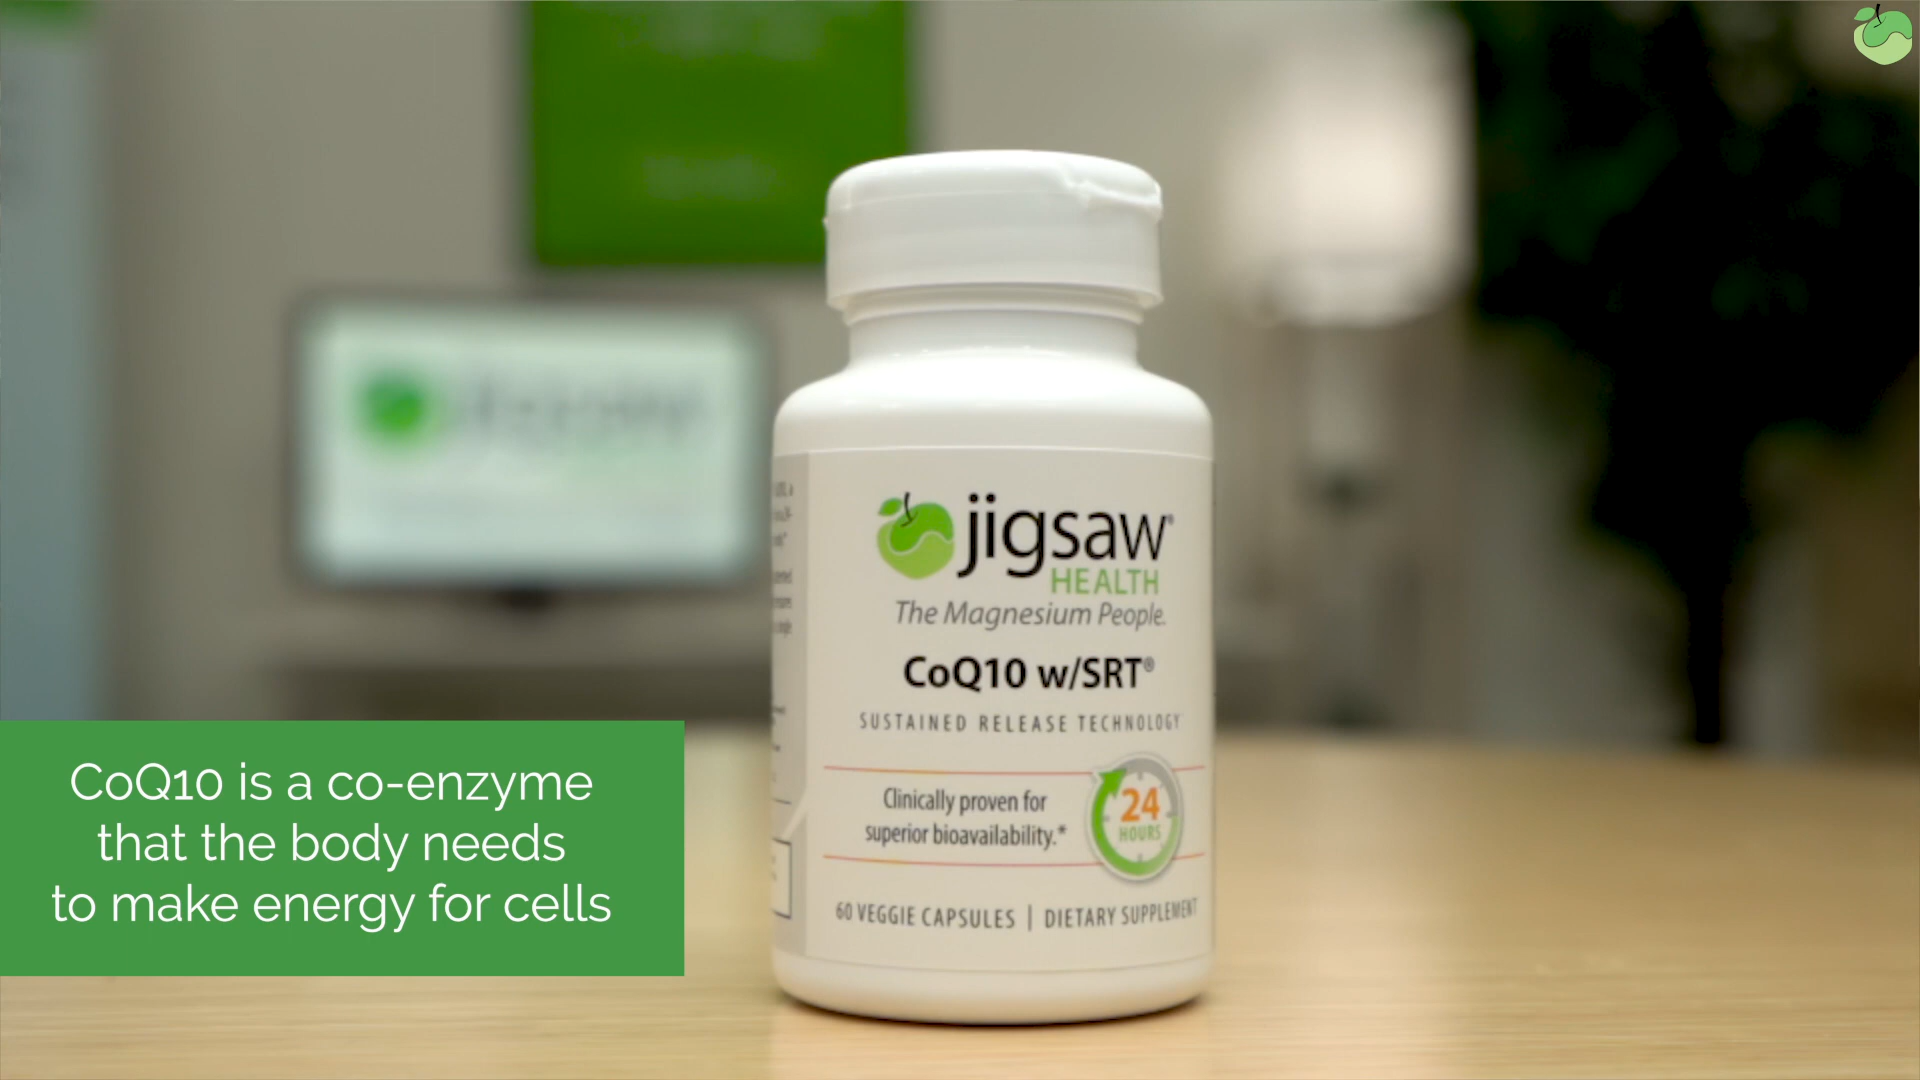 jigsaw®
HEALTH
The Magnesium People.
CoQ10 w/SRT®
SUSTAINED RELEASE TECHNOLOGY
Clinically proven for
superior bioavailability.*
24
HOURS
60 VEGGIE CAPSULES | DIETARY SUPPLEMENT
CoQ10 is a co-enzyme
that the body needs
to make energy for cells